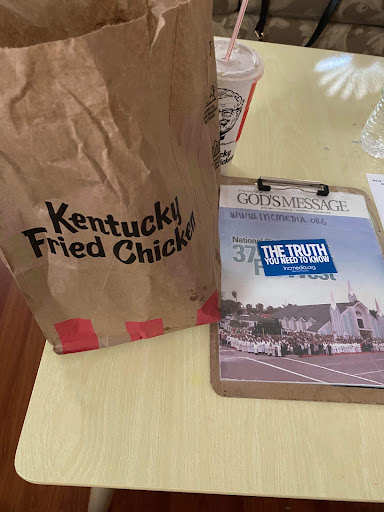 Kentucky
Fried Chicken
GOD'S MESSAGE
WWW.INCMEDIA.ORG
National
37
THE TRUTH
YOU NEED TO KNOW
incmedia.org